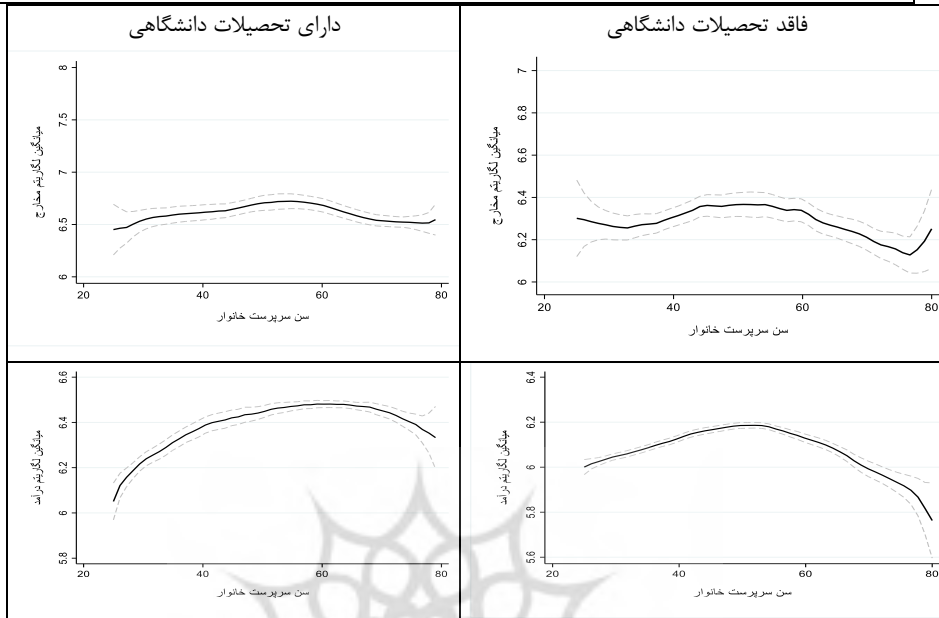 فاقد تحصیلات دانشگاهی
دارای تحصیلات دانشگاهی
میانگین لگاریتم مخارج
7
6.8
6.6
6.4
6.2
6
20 40 60 80
سن سرپرست خانوار
میانگین لگاریتم مخارج
8
7.5
7
6.5
6
20 40 60 80
سن سرپرست خانوار
میانگین لگاریتم درآمد
6.4
6.2
6
5.8
5.6
20 40 60 80
سن سرپرست خانوار
میانگین لگاریتم درآمد
6.6
6.4
6.2
6
5.8
20 40 60 80
سن سرپرست خانوار